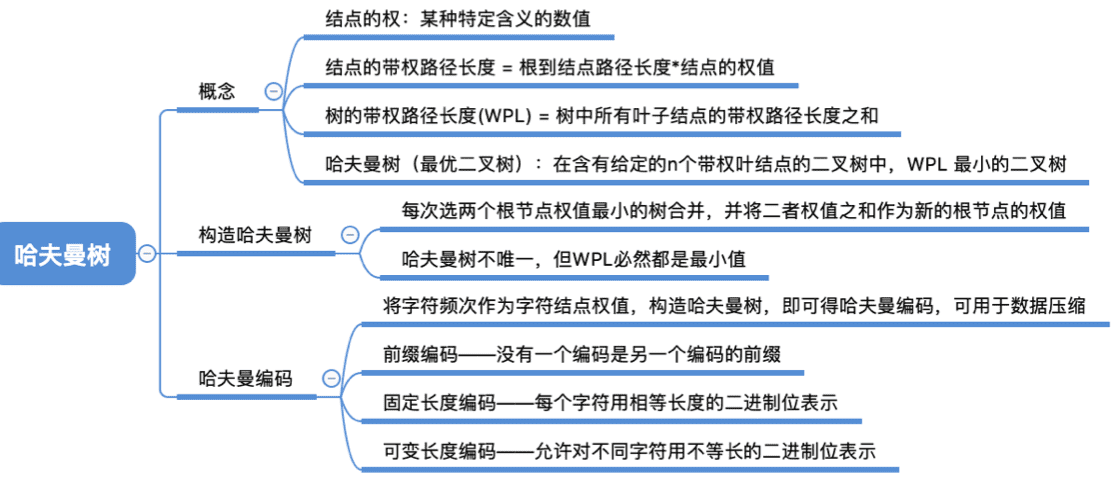 哈夫曼树
概念
结点的权：某种特定含义的数值
结点的带权路径长度 = 根到结点路径长度*结点的权值
树的带权路径长度(WPL) = 树中所有叶子结点的带权路径长度之和
哈夫曼树（最优二叉树）：在含有给定的n个带权叶结点的二叉树中，WPL 最小的二叉树
构造哈夫曼树
每次选两个根节点权值最小的树合并，并将二者权值之和作为新的根节点的权值
哈夫曼树不唯一，但WPL必然都是最小值
哈夫曼编码
将字符频次作为字符结点权值，构造哈夫曼树，即可得哈夫曼编码，可用于数据压缩
前缀编码——没有一个编码是另一个编码的前缀
固定长度编码——每个字符用相等长度的二进制位表示
可变长度编码——允许对不同字符用不等长的二进制位表示